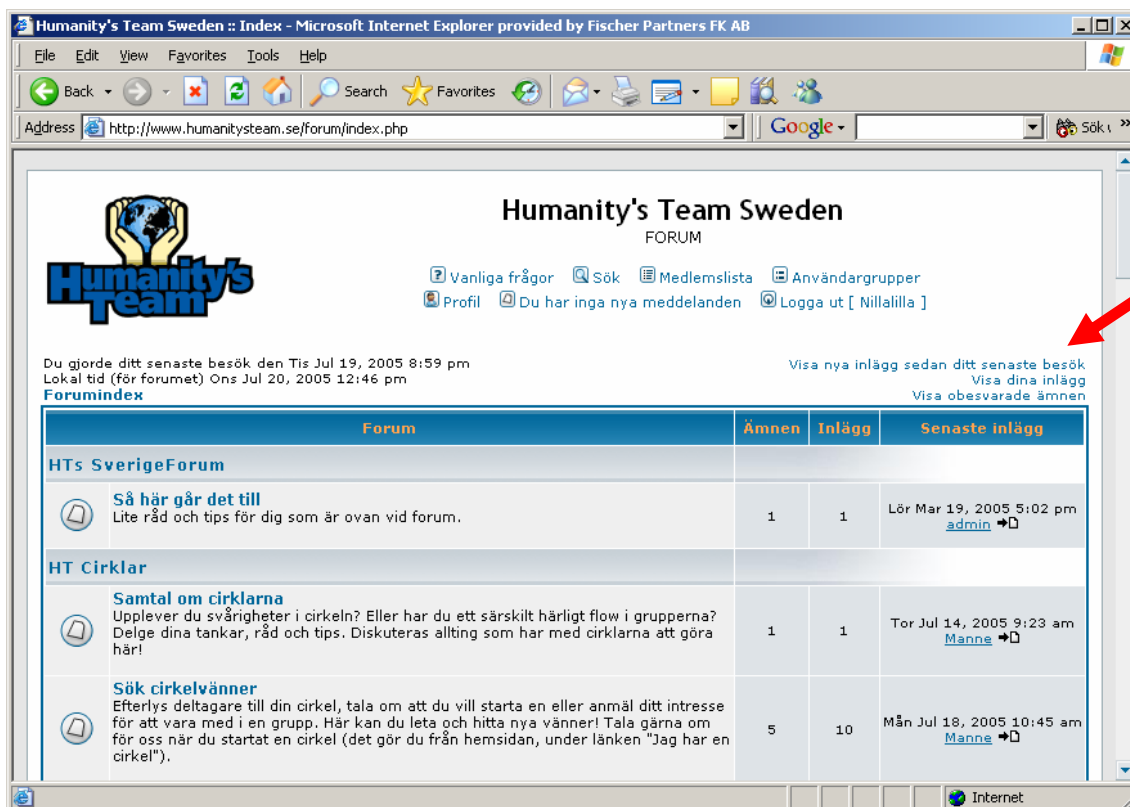 Humanity's Team Sweden :: Index - Microsoft Internet Explorer provided by Fischer Partners FK AB
File Edit View Favorites Tools Help
Back Search Favorites
Address http://www.humanitysteam.se/forum/index.php Google Sök
Humanity's Team
Humanity's Team Sweden
FORUM
Vanliga frågor Sök Medlemslista Användargrupper
Profil Du har inga nya meddelanden Logga ut [ Nillalilla ]
Du gjorde ditt senaste besök den Tis Jul 19, 2005 8:59 pm
Lokal tid (för forumet) Ons Jul 20, 2005 12:46 pm
Forumindex
Visa nya inlägg sedan ditt senaste besök
Visa dina inlägg
Visa obesvarade ämnen
Forum Ämnen Inlägg Senaste inlägg
HTs SverigeForum
Så här går det till
Lite råd och tips för dig som är ovan vid forum.
1 1
Lör Mar 19, 2005 5:02 pm
admin
HT Cirklar
Samtal om cirklarna
Upplever du svårigheter i cirkeln? Eller har du ett särskilt härligt flow i grupperna?
Delge dina tankar, råd och tips. Diskuteras allting som har med cirklarna att göra
här!
1 1
Tor Jul 14, 2005 9:23 am
Manne
Sök cirkelvänner
Efterlys deltagare till din cirkel, tala om att du vill starta en eller anmäl ditt intresse
för att vara med i en grupp. Här kan du leta och hitta nya vänner! Tala gärna om
för oss när du startat en cirkel (det gör du från hemsidan, under länken "Jag har en
cirkel").
5 10
Mån Jul 18, 2005 10:45 am
Manne
Internet